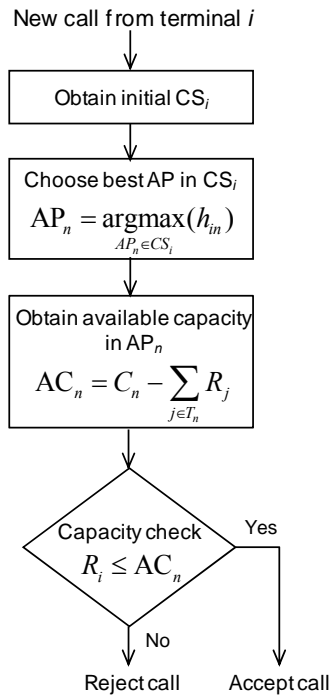 New call from terminal i
Obtain initial CSᵢ
Choose best AP in CSᵢ
APₙ = argmax(hᵢₙ)
APₙ∈CSᵢ
Obtain available capacity
in APₙ
ACₙ = Cₙ − ∑ Rⱼ
j∈Tₙ
Capacity check
Rᵢ ≤ ACₙ
Yes
No
Reject call
Accept call